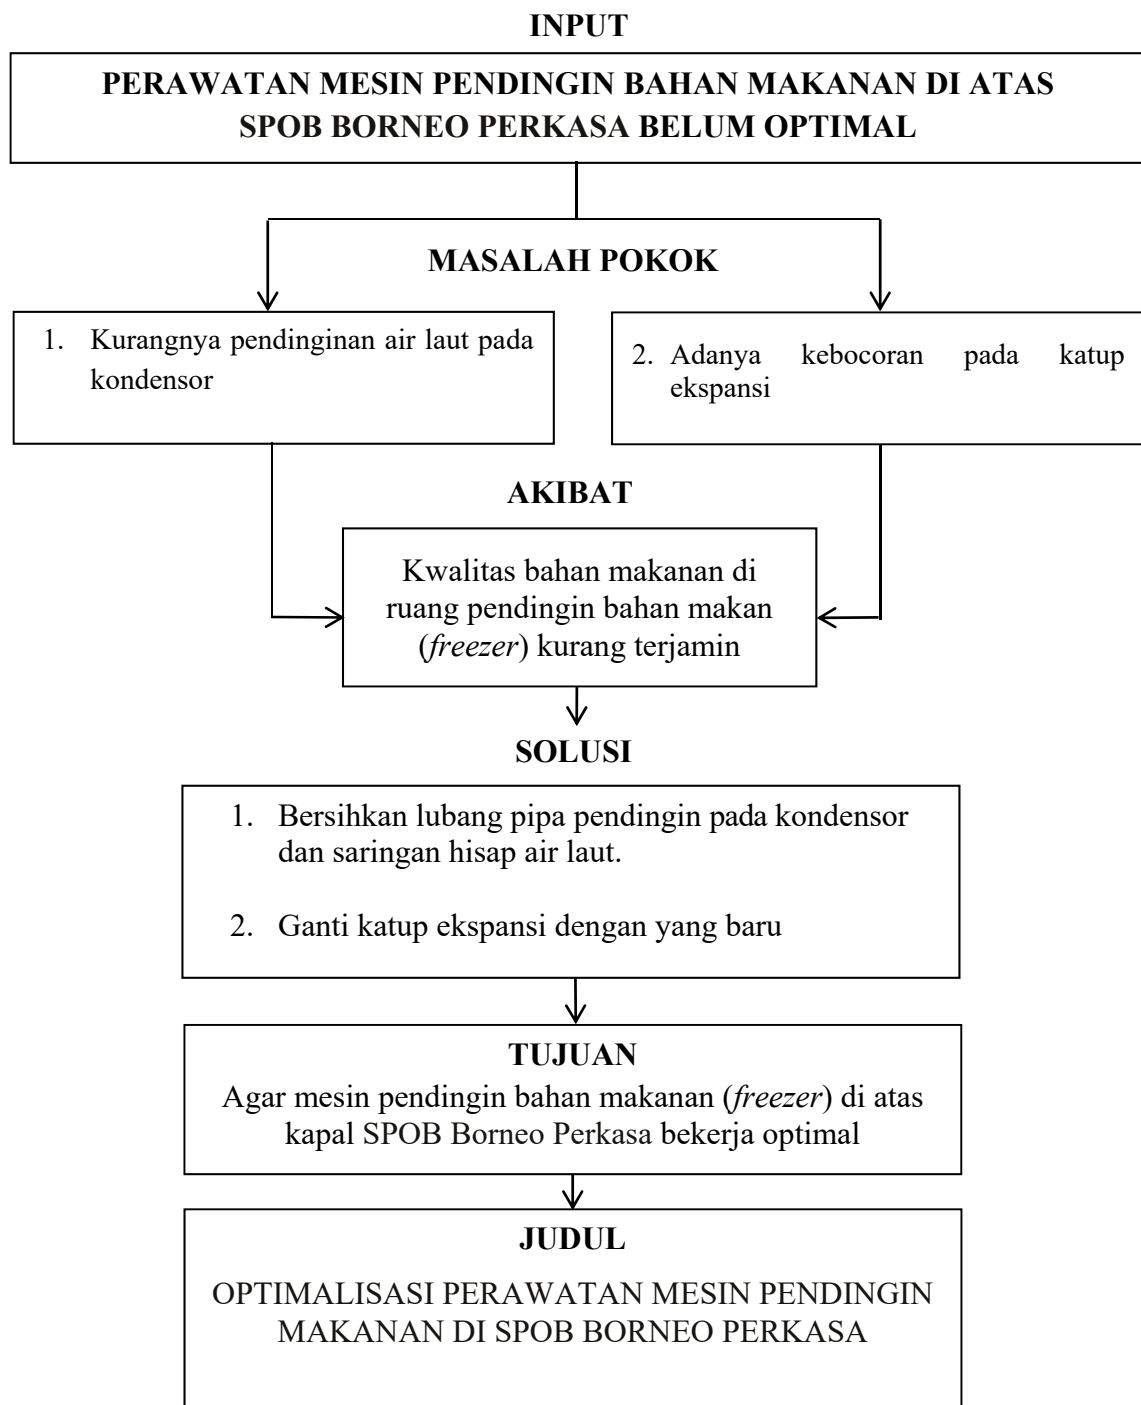 INPUT
PERAWATAN MESIN PENDINGIN BAHAN MAKANAN DI ATAS
SPOB BORNEO PERKASA BELUM OPTIMAL
MASALAH POKOK
1. Kurangnya pendinginan air laut pada
kondensor
2. Adanya kebocoran pada katup
ekspansi
AKIBAT
Kwalitas bahan makanan di
ruang pendingin bahan makan
(freezer) kurang terjamin
SOLUSI
1. Bersihkan lubang pipa pendingin pada kondensor
dan saringan hisap air laut.
2. Ganti katup ekspansi dengan yang baru
TUJUAN
Agar mesin pendingin bahan makanan (freezer) di atas
kapal SPOB Borneo Perkasa bekerja optimal
JUDUL
OPTIMALISASI PERAWATAN MESIN PENDINGIN
MAKANAN DI SPOB BORNEO PERKASA